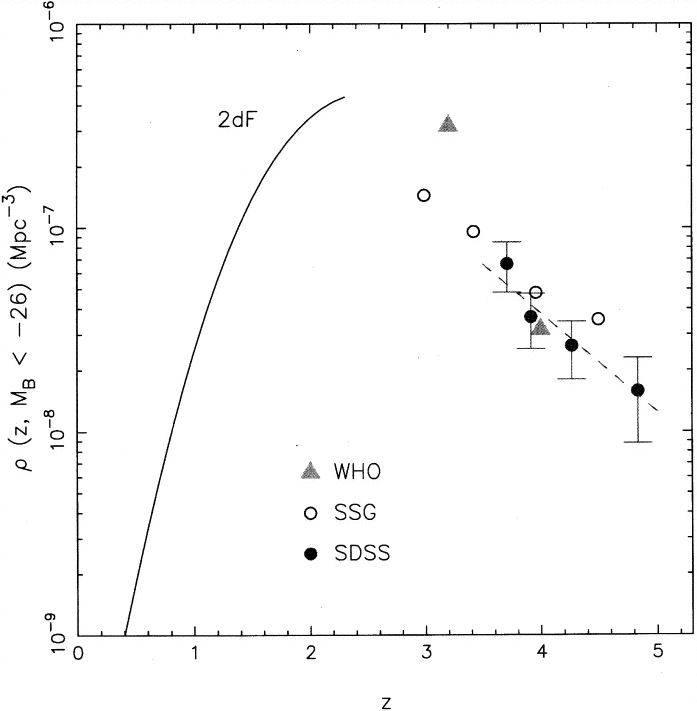 10⁻⁶
10⁻⁷
10⁻⁸
10⁻⁹
ρ (z, M_B < −26) (Mpc⁻³)
2dF
WHO
SSG
SDSS
0 1 2 3 4 5
z